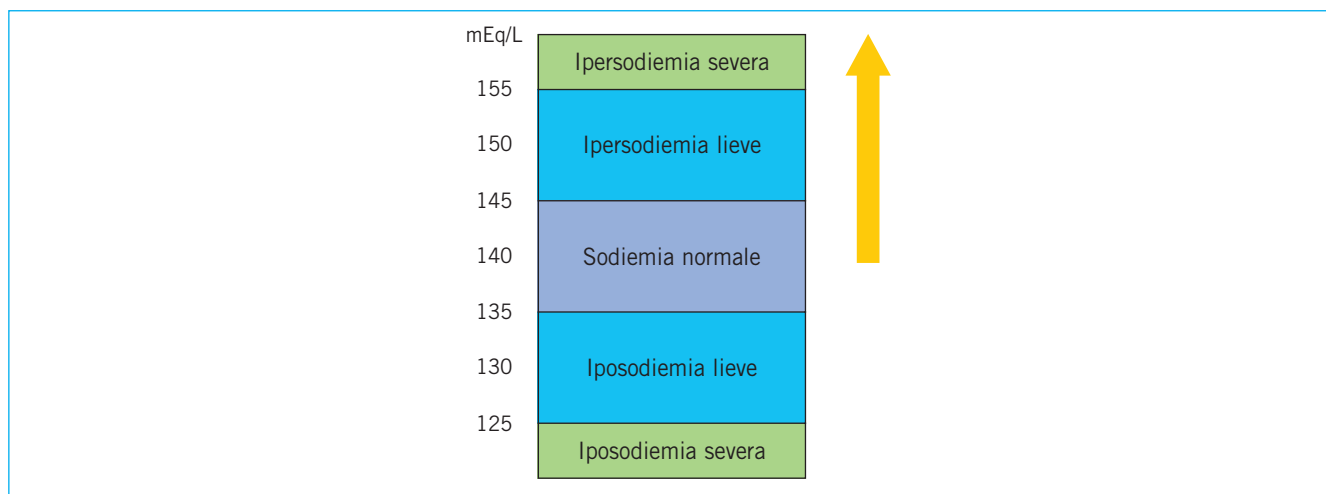 mEq/L
Ipersodiemia severa
155
150
Ipersodiemia lieve
145
140
Sodiemia normale
135
130
Iposodiemia lieve
125
Iposodiemia severa